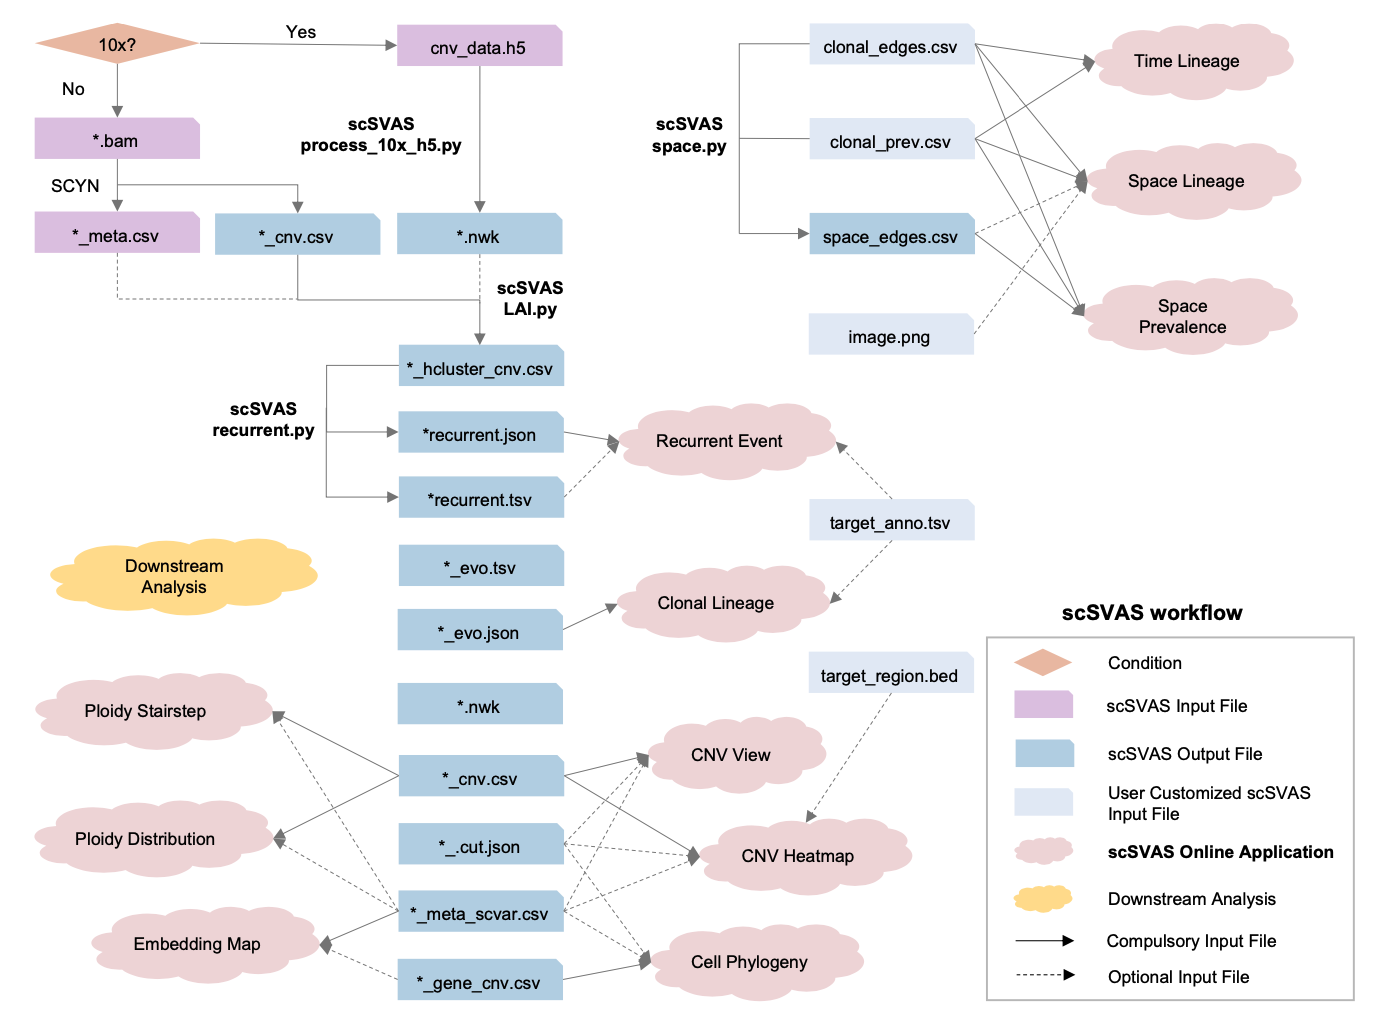 10x?
Yes
No
cnv_data.h5
*.bam
SCYN
scSVAS
process_10x_h5.py
*_meta.csv
*_cnv.csv
*.nwk
scSVAS
LAI.py
*_hcluster_cnv.csv
scSVAS
recurrent.py
*recurrent.json
*recurrent.tsv
Recurrent Event
scSVAS
space.py
clonal_edges.csv
clonal_prev.csv
space_edges.csv
image.png
Time Lineage
Space Lineage
Space
Prevalence
target_anno.tsv
Downstream
Analysis
*_evo.tsv
*_evo.json
Clonal Lineage
target_region.bed
*.nwk
Ploidy Stairstep
Ploidy Distribution
Embedding Map
*_cnv.csv
*_.cut.json
*_meta_scvar.csv
*_gene_cnv.csv
CNV View
CNV Heatmap
Cell Phylogeny
scSVAS workflow
Condition
scSVAS Input File
scSVAS Output File
User Customized scSVAS
Input File
scSVAS Online Application
Downstream Analysis
Compulsory Input File
Optional Input File